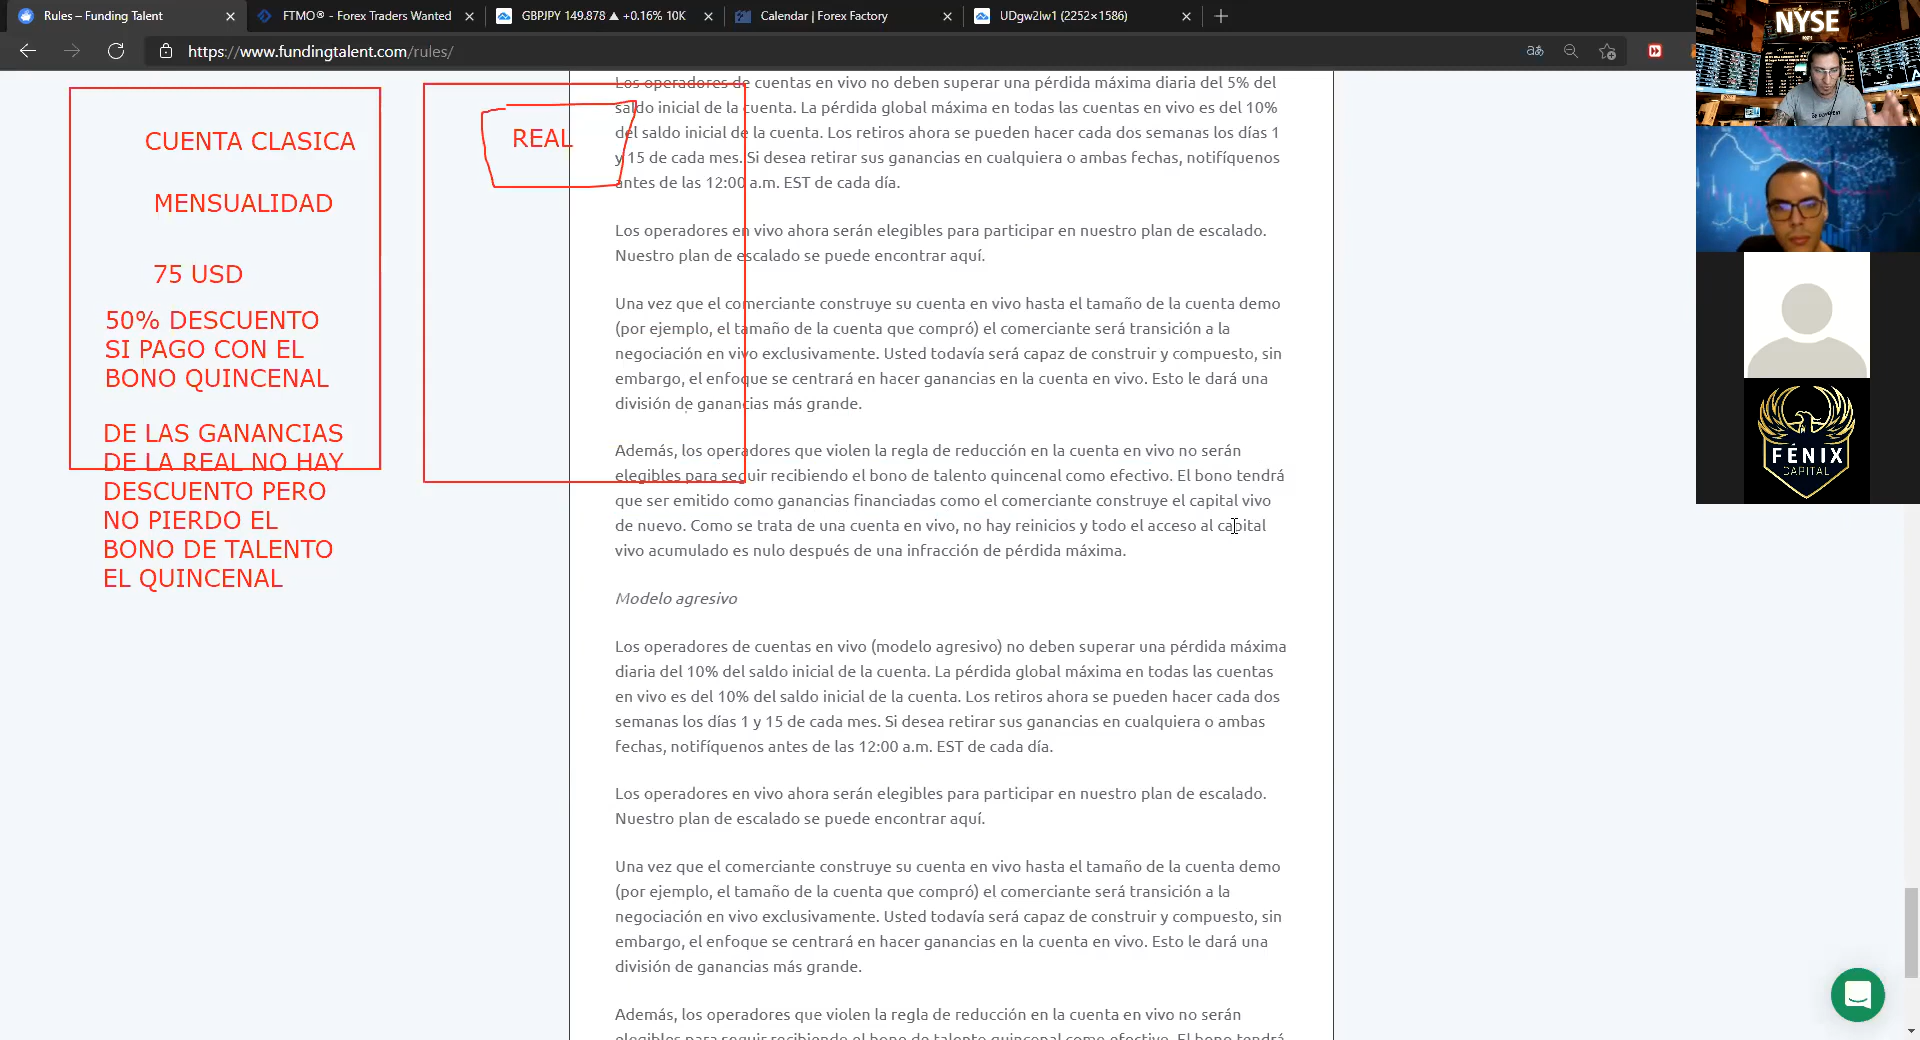 Rules – Funding Talent
FTMO® - Forex Traders Wanted
GBPJPY 149.878 ▲ +0.16% 10K
Calendar | Forex Factory
UDgw2lw1 (2252×1586)
https://www.fundingtalent.com/rules/
NYSE
CUENTA CLASICA
MENSUALIDAD
75 USD
50% DESCUENTO
SI PAGO CON EL
BONO QUINCENAL
DE LAS GANANCIAS
DE LA REAL NO HAY
DESCUENTO PERO
NO PIERDO EL
BONO DE TALENTO
EL QUINCENAL
REAL
Los operadores de cuentas en vivo no deben superar una pérdida máxima diaria del 5% del
saldo inicial de la cuenta. La pérdida global máxima en todas las cuentas en vivo es del 10%
del saldo inicial de la cuenta. Los retiros ahora se pueden hacer cada dos semanas los días 1
y 15 de cada mes. Si desea retirar sus ganancias en cualquiera o ambas fechas, notifíquenos
antes de las 12:00 a.m. EST de cada día.
Los operadores en vivo ahora serán elegibles para participar en nuestro plan de escalado.
Nuestro plan de escalado se puede encontrar aquí.
Una vez que el comerciante construye su cuenta en vivo hasta el tamaño de la cuenta demo
(por ejemplo, el tamaño de la cuenta que compró) el comerciante será transición a la
negociación en vivo exclusivamente. Usted todavía será capaz de construir y compuesto, sin
embargo, el enfoque se centrará en hacer ganancias en la cuenta en vivo. Esto le dará una
división de ganancias más grande.
Además, los operadores que violen la regla de reducción en la cuenta en vivo no serán
elegibles para seguir recibiendo el bono de talento quincenal como efectivo. El bono tendrá
que ser emitido como ganancias financiadas como el comerciante construye el capital vivo
de nuevo. Como se trata de una cuenta en vivo, no hay reinicios y todo el acceso al capital
vivo acumulado es nulo después de una infracción de pérdida máxima.
Modelo agresivo
Los operadores de cuentas en vivo (modelo agresivo) no deben superar una pérdida máxima
diaria del 10% del saldo inicial de la cuenta. La pérdida global máxima en todas las cuentas
en vivo es del 10% del saldo inicial de la cuenta. Los retiros ahora se pueden hacer cada dos
semanas los días 1 y 15 de cada mes. Si desea retirar sus ganancias en cualquiera o ambas
fechas, notifíquenos antes de las 12:00 a.m. EST de cada día.
Los operadores en vivo ahora serán elegibles para participar en nuestro plan de escalado.
Nuestro plan de escalado se puede encontrar aquí.
Una vez que el comerciante construye su cuenta en vivo hasta el tamaño de la cuenta demo
(por ejemplo, el tamaño de la cuenta que compró) el comerciante será transición a la
negociación en vivo exclusivamente. Usted todavía será capaz de construir y compuesto, sin
embargo, el enfoque se centrará en hacer ganancias en la cuenta en vivo. Esto le dará una
división de ganancias más grande.
Además, los operadores que violen la regla de reducción en la cuenta en vivo no serán
elegibles para seguir recibiendo el bono de talento quincenal como efectivo. El bono tendrá
FÉNIX
CAPITAL